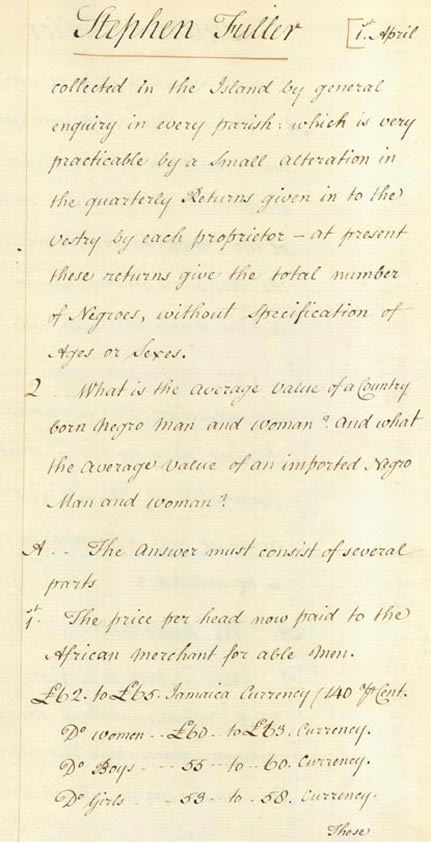 Stephen Fuller [1st April
collected in the Island by general
enquiry in every parish: which is very
practicable by a small alteration in
the quarterly Returns given in to the
vestry by each proprietor – at present
these returns give the total number
of Negroes, without specification of
Ages or Sexes.
Q .. What is the average value of a Country
born Negro Man and woman? And what
the average value of an imported Negro
Man and woman?
A .. The answer must consist of several
parts
1st. The price per head now paid to the
African Merchant for able Men.
£62. to £65. Jamaica Currency (140 Pr Cent.
Do women .. £60 .. to £63. Currency.
Do Boys - .. 55 .. to .. 60. Currency.
Do Girls - .. 53 .. to .. 58. Currency.
These